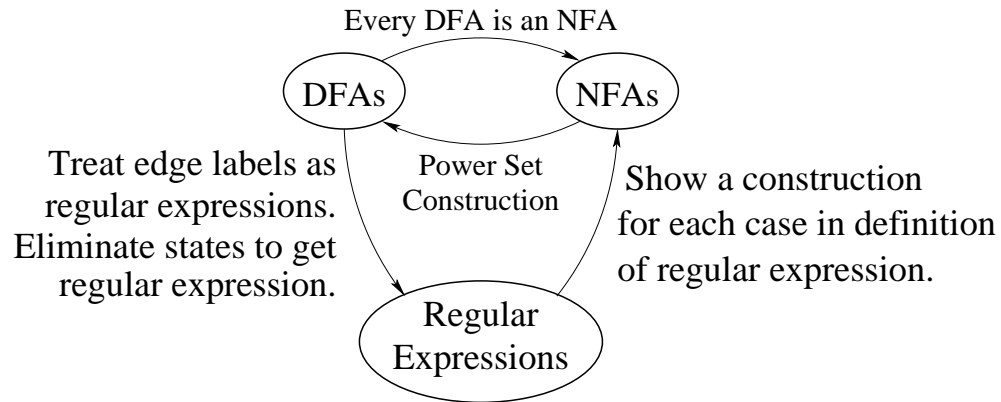 Every DFA is an NFA
DFAs
NFAs
Power Set
Construction
Treat edge labels as
regular expressions.
Eliminate states to get
regular expression.
Show a construction
for each case in definition
of regular expression.
Regular
Expressions